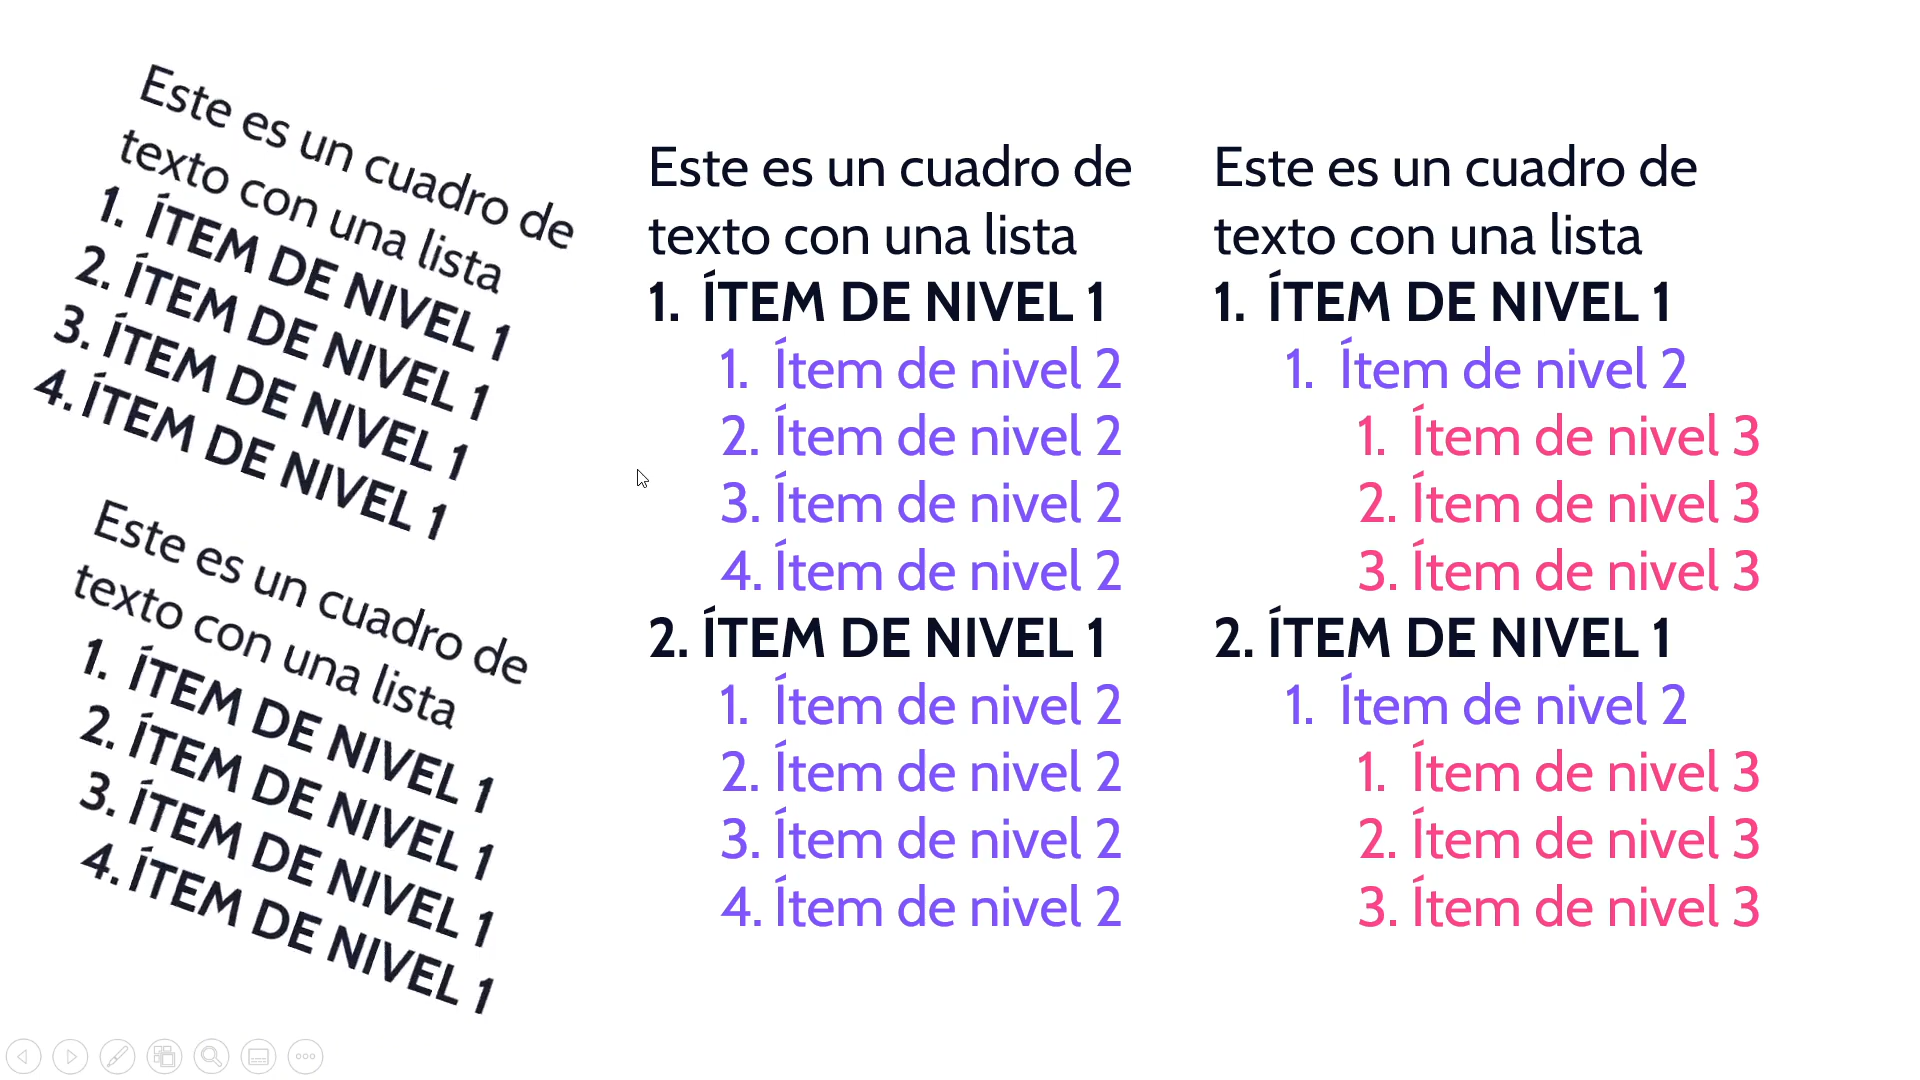 Este es un cuadro de
texto con una lista
1. ÍTEM DE NIVEL 1
2. ÍTEM DE NIVEL 1
3. ÍTEM DE NIVEL 1
4. ÍTEM DE NIVEL 1
Este es un cuadro de
texto con una lista
1. ÍTEM DE NIVEL 1
2. ÍTEM DE NIVEL 1
3. ÍTEM DE NIVEL 1
4. ÍTEM DE NIVEL 1
Este es un cuadro de
texto con una lista
1. ÍTEM DE NIVEL 1
1. Ítem de nivel 2
2. Ítem de nivel 2
3. Ítem de nivel 2
4. Ítem de nivel 2
2. ÍTEM DE NIVEL 1
1. Ítem de nivel 2
2. Ítem de nivel 2
3. Ítem de nivel 2
4. Ítem de nivel 2
Este es un cuadro de
texto con una lista
1. ÍTEM DE NIVEL 1
1. Ítem de nivel 2
1. Ítem de nivel 3
2. Ítem de nivel 3
3. Ítem de nivel 3
2. ÍTEM DE NIVEL 1
1. Ítem de nivel 2
1. Ítem de nivel 3
2. Ítem de nivel 3
3. Ítem de nivel 3